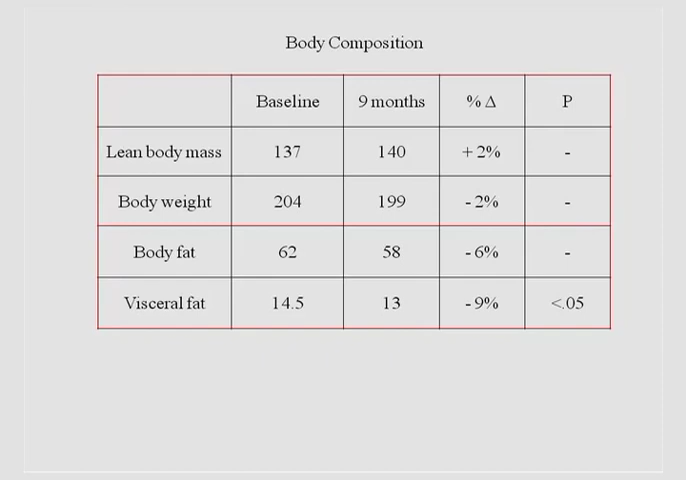 Body Composition
Baseline 9 months % Δ P
Lean body mass 137 140 + 2% -
Body weight 204 199 - 2% -
Body fat 62 58 - 6% -
Visceral fat 14.5 13 - 9% <.05